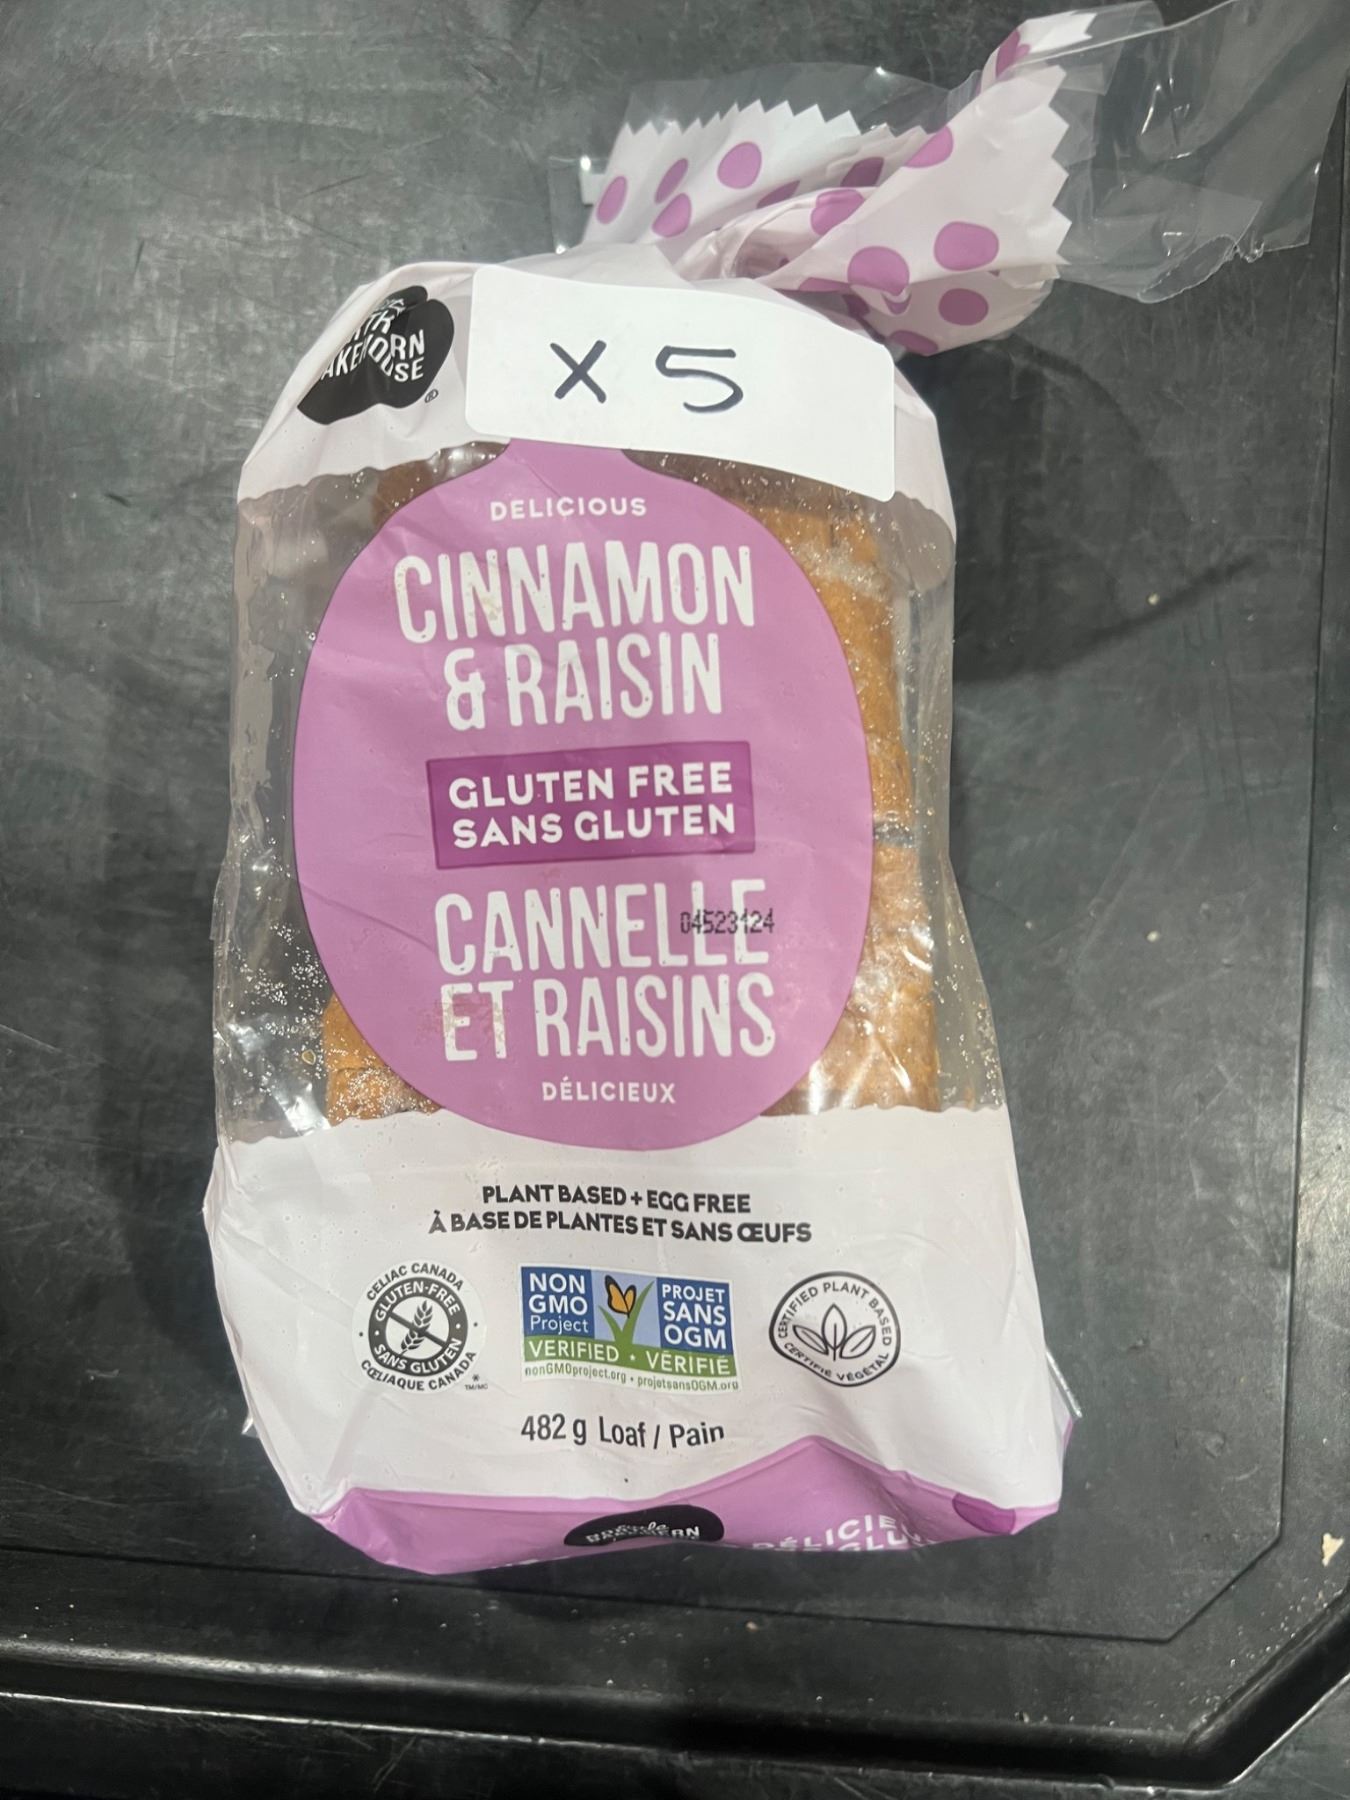 X 5
DELICIOUS
CINNAMON
& RAISIN
GLUTEN FREE
SANS GLUTEN
CANNELLE
04523124
ET RAISINS
DÉLICIEUX
PLANT BASED + EGG FREE
À BASE DE PLANTES ET SANS ŒUFS
CELIAC CANADA
GLUTEN-FREE
SANS GLUTEN
CŒLIAQUE CANADA
TM/MC
NON
GMO
Project
PROJET
SANS
OGM
VERIFIED • VÉRIFIÉ
nonGMOproject.org • projetsansOGM.org
CERTIFIED PLANT BASED
CERTIFIÉ VÉGÉTAL
482 g Loaf / Pain